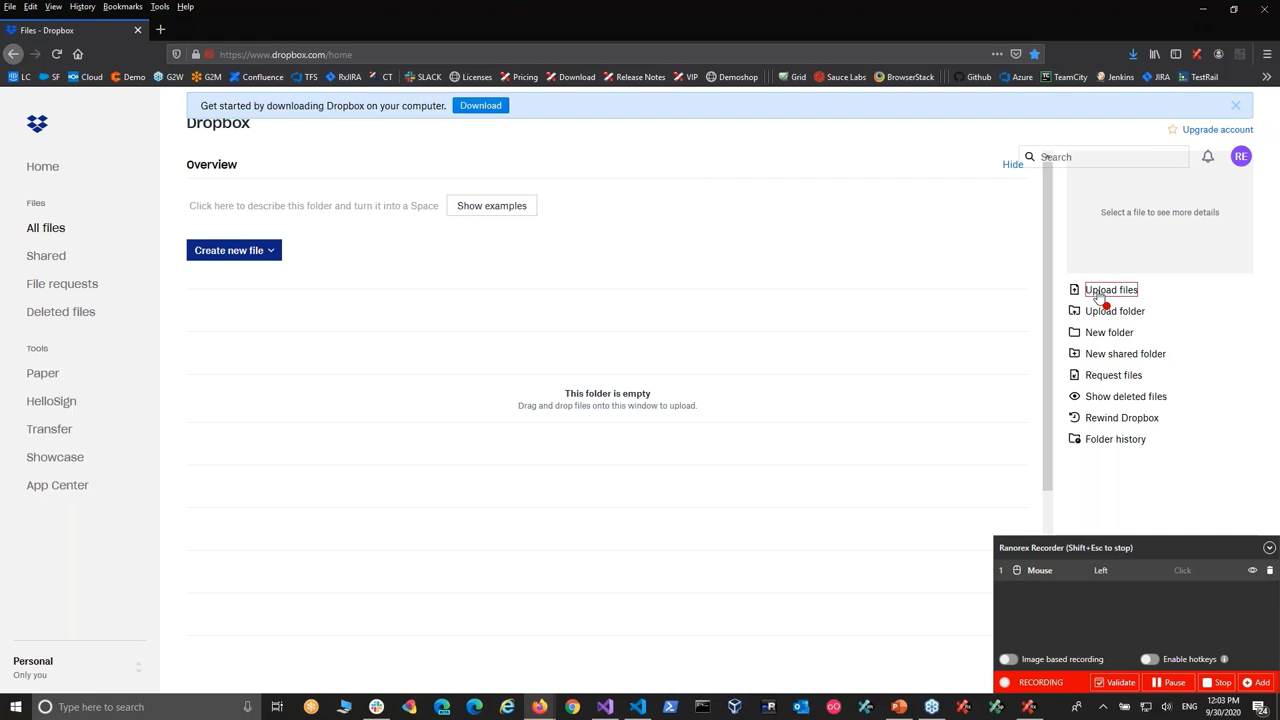 File Edit View History Bookmarks Tools Help
Files - Dropbox
https://www.dropbox.com/home
LC SF Cloud Demo G2W G2M Confluence TFS RxJIRA CT SLACK Licenses Pricing Download Release Notes VIP Demoshop Grid Sauce Labs BrowserStack Github Azure TeamCity Jenkins JIRA TestRail
Get started by downloading Dropbox on your computer. Download
Dropbox
Upgrade account
Search
RE
Home
Files
All files
Shared
File requests
Deleted files
Tools
Paper
HelloSign
Transfer
Showcase
App Center
Personal
Only you
Overview
Hide
Click here to describe this folder and turn it into a Space Show examples
Create new file
This folder is empty
Drag and drop files onto this window to upload.
Select a file to see more details
Upload files
Upload folder
New folder
New shared folder
Request files
Show deleted files
Rewind Dropbox
Folder history
Ranorex Recorder (Shift+Esc to stop)
1 Mouse Left Click
Image based recording Enable hotkeys
RECORDING Validate Pause Stop Add
Type here to search
ENG
12:03 PM
9/30/2020
24